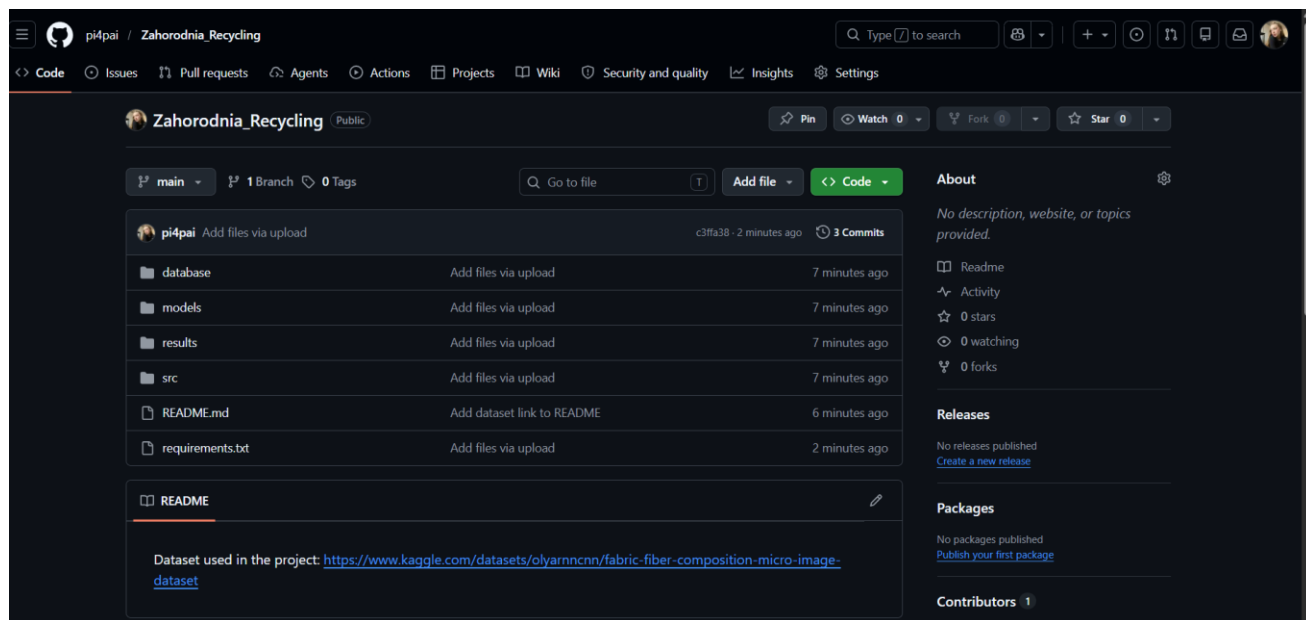 pi4pai / Zahorodnia_Recycling
Type / to search
Code Issues Pull requests Agents Actions Projects Wiki Security and quality Insights Settings
Zahorodnia_Recycling Public
Pin Watch 0 Fork 0 Star 0
main 1 Branch 0 Tags Go to file T Add file Code
pi4pai Add files via upload c3ffa38 · 2 minutes ago 3 Commits
database Add files via upload 7 minutes ago
models Add files via upload 7 minutes ago
results Add files via upload 7 minutes ago
src Add files via upload 7 minutes ago
README.md Add dataset link to README 6 minutes ago
requirements.txt Add files via upload 2 minutes ago
README
Dataset used in the project: https://www.kaggle.com/datasets/olyarnncnn/fabric-fiber-composition-micro-image-
dataset
About
No description, website, or topics
provided.
Readme
Activity
0 stars
0 watching
0 forks
Releases
No releases published
Create a new release
Packages
No packages published
Publish your first package
Contributors 1